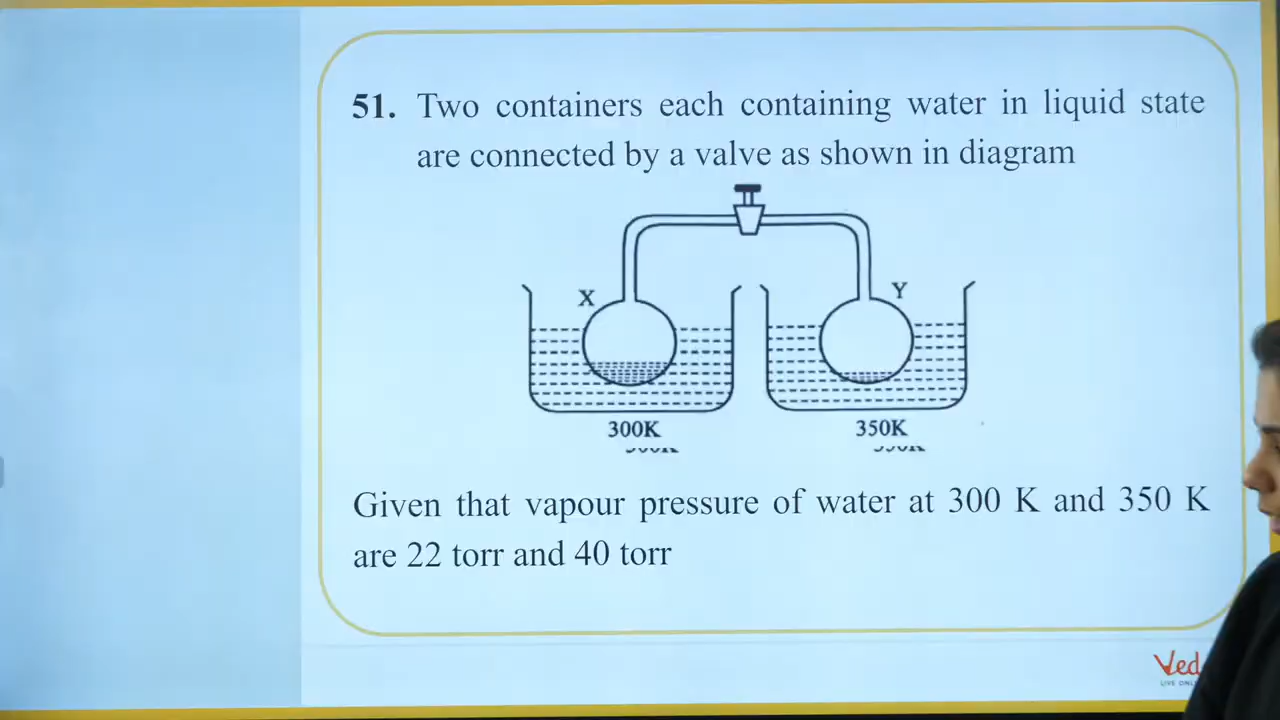 51. Two containers each containing water in liquid state
are connected by a valve as shown in diagram
X
Y
300K
350K
Given that vapour pressure of water at 300 K and 350 K
are 22 torr and 40 torr
Ved